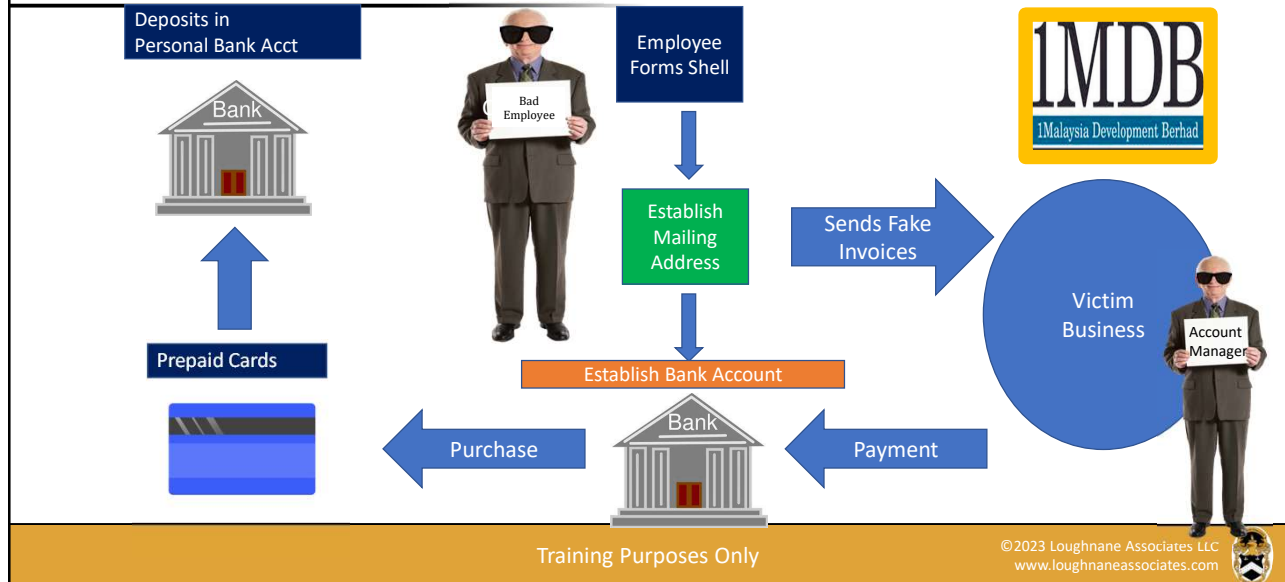 Deposits in
Personal Bank Acct
Bank
Bad
Employee
Employee
Forms Shell
1MDB
1Malaysia Development Berhad
Establish
Mailing
Address
Sends Fake
Invoices
Victim
Business
Account
Manager
Prepaid Cards
Establish Bank Account
Bank
Purchase
Payment
Training Purposes Only
©2023 Loughnane Associates LLC
www.loughnaneassociates.com